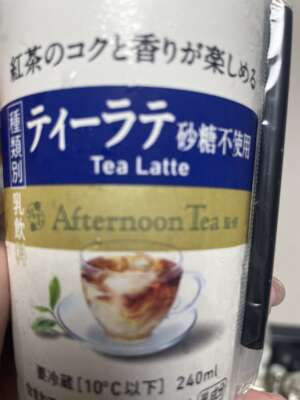 紅茶のコクと香りが楽しめる
種類別 乳飲料
ティーラテ 砂糖不使用
Tea Latte
Afternoon Tea 監修
要冷蔵[10℃以下] 240ml